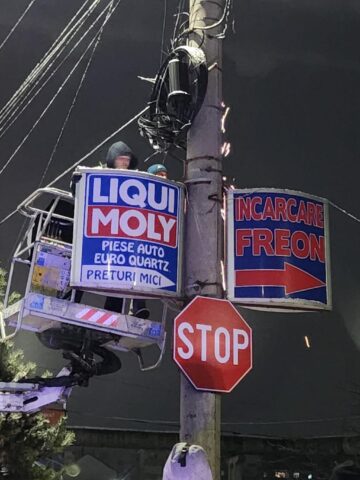 LIQUI
MOLY
PIESE AUTO
EURO QUARTZ
PRETURI MICI
INCARCARE
FREON
STOP